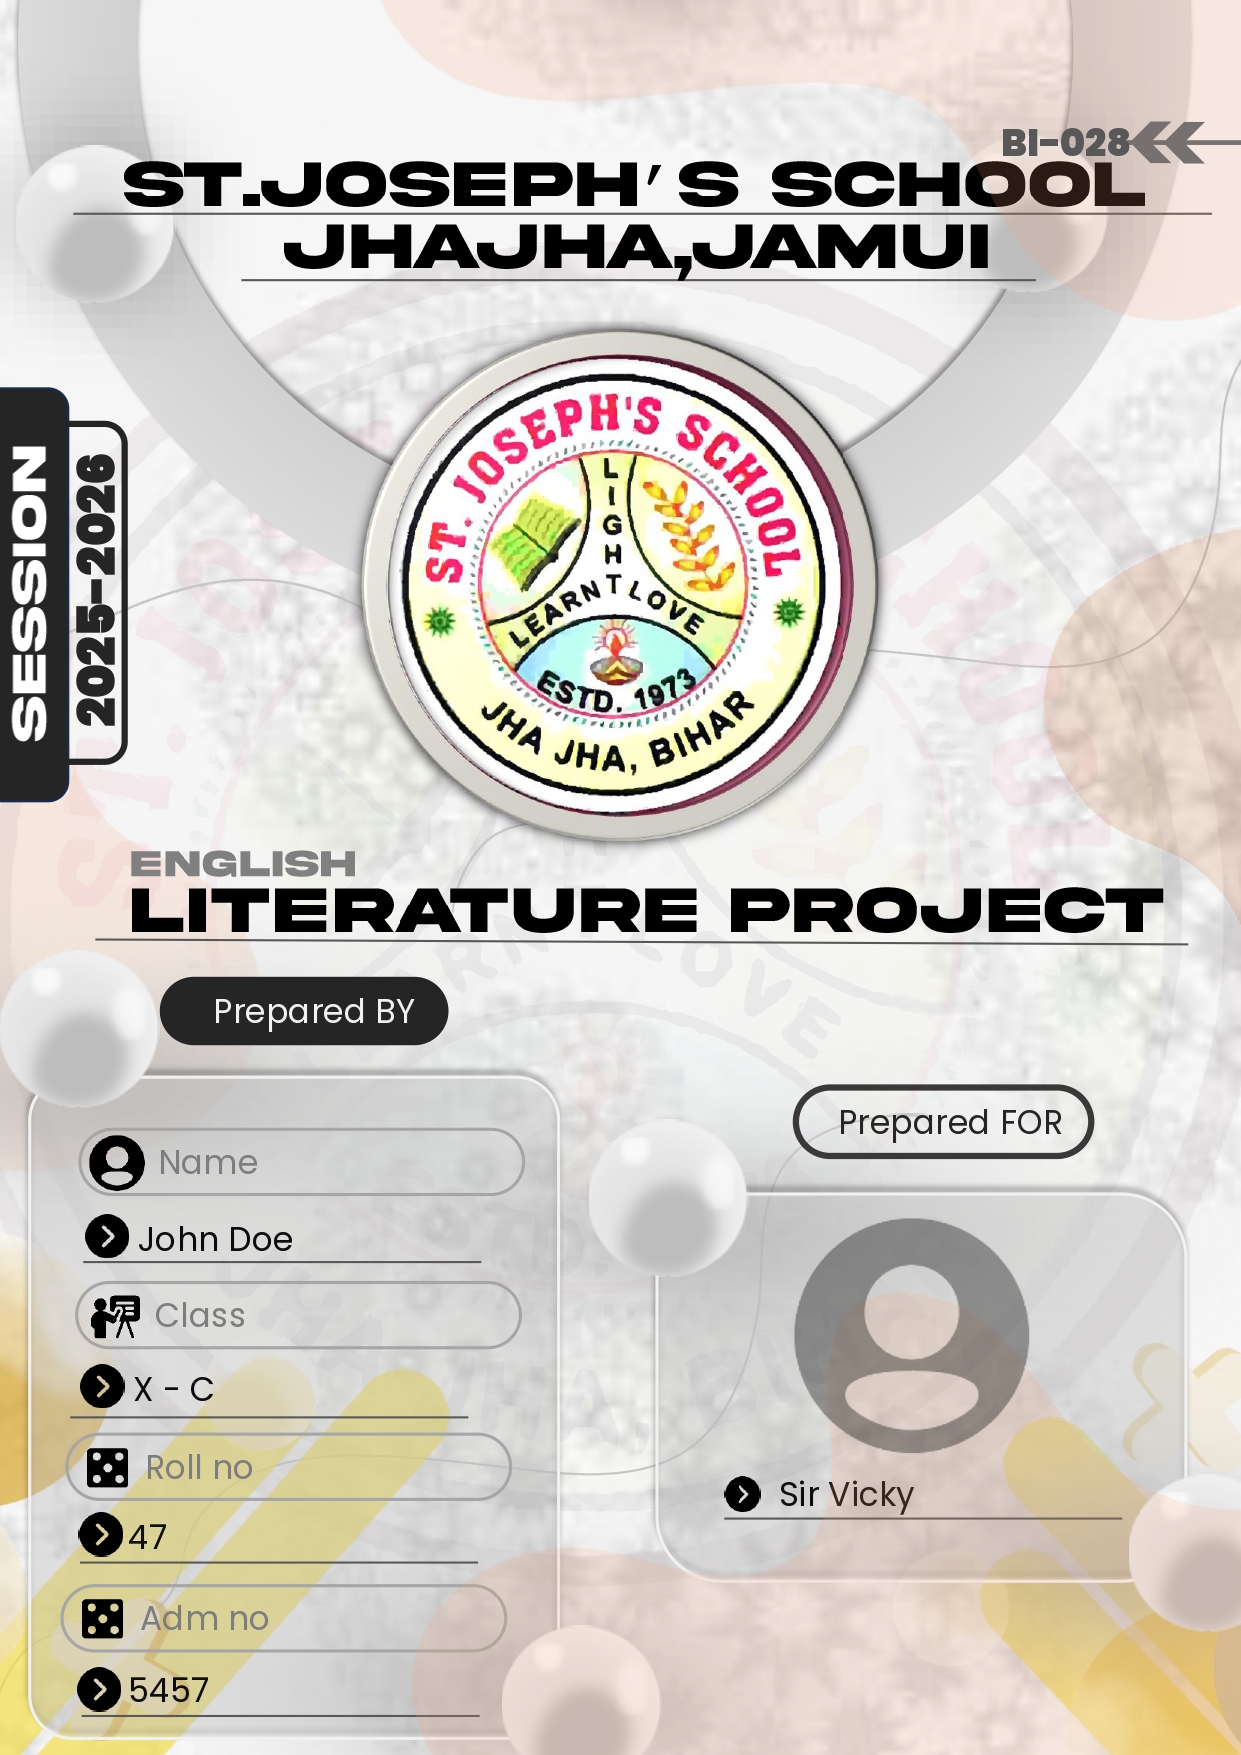 BI-028
ST.JOSEPH'S SCHOOL
JHAJHA,JAMUI
SESSION
2025-2026
ST. JOSEPH'S SCHOOL
LIGHT
LEARN
LOVE
ESTD. 1973
JHA JHA, BIHAR
ENGLISH
LITERATURE PROJECT
Prepared BY
Name
John Doe
Class
X - C
Roll no
47
Adm no
5457
Prepared FOR
Sir Vicky